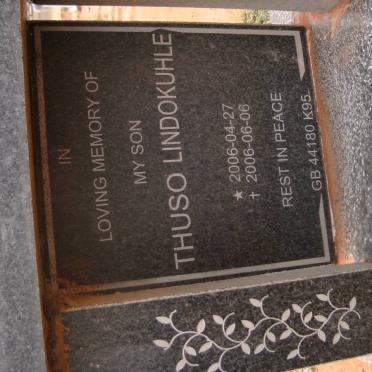 IN
LOVING MEMORY OF
MY SON
THUSO LINDOKUHLE
★ 2006-04-27
† 2006-06-06
REST IN PEACE
GB 44180 K95